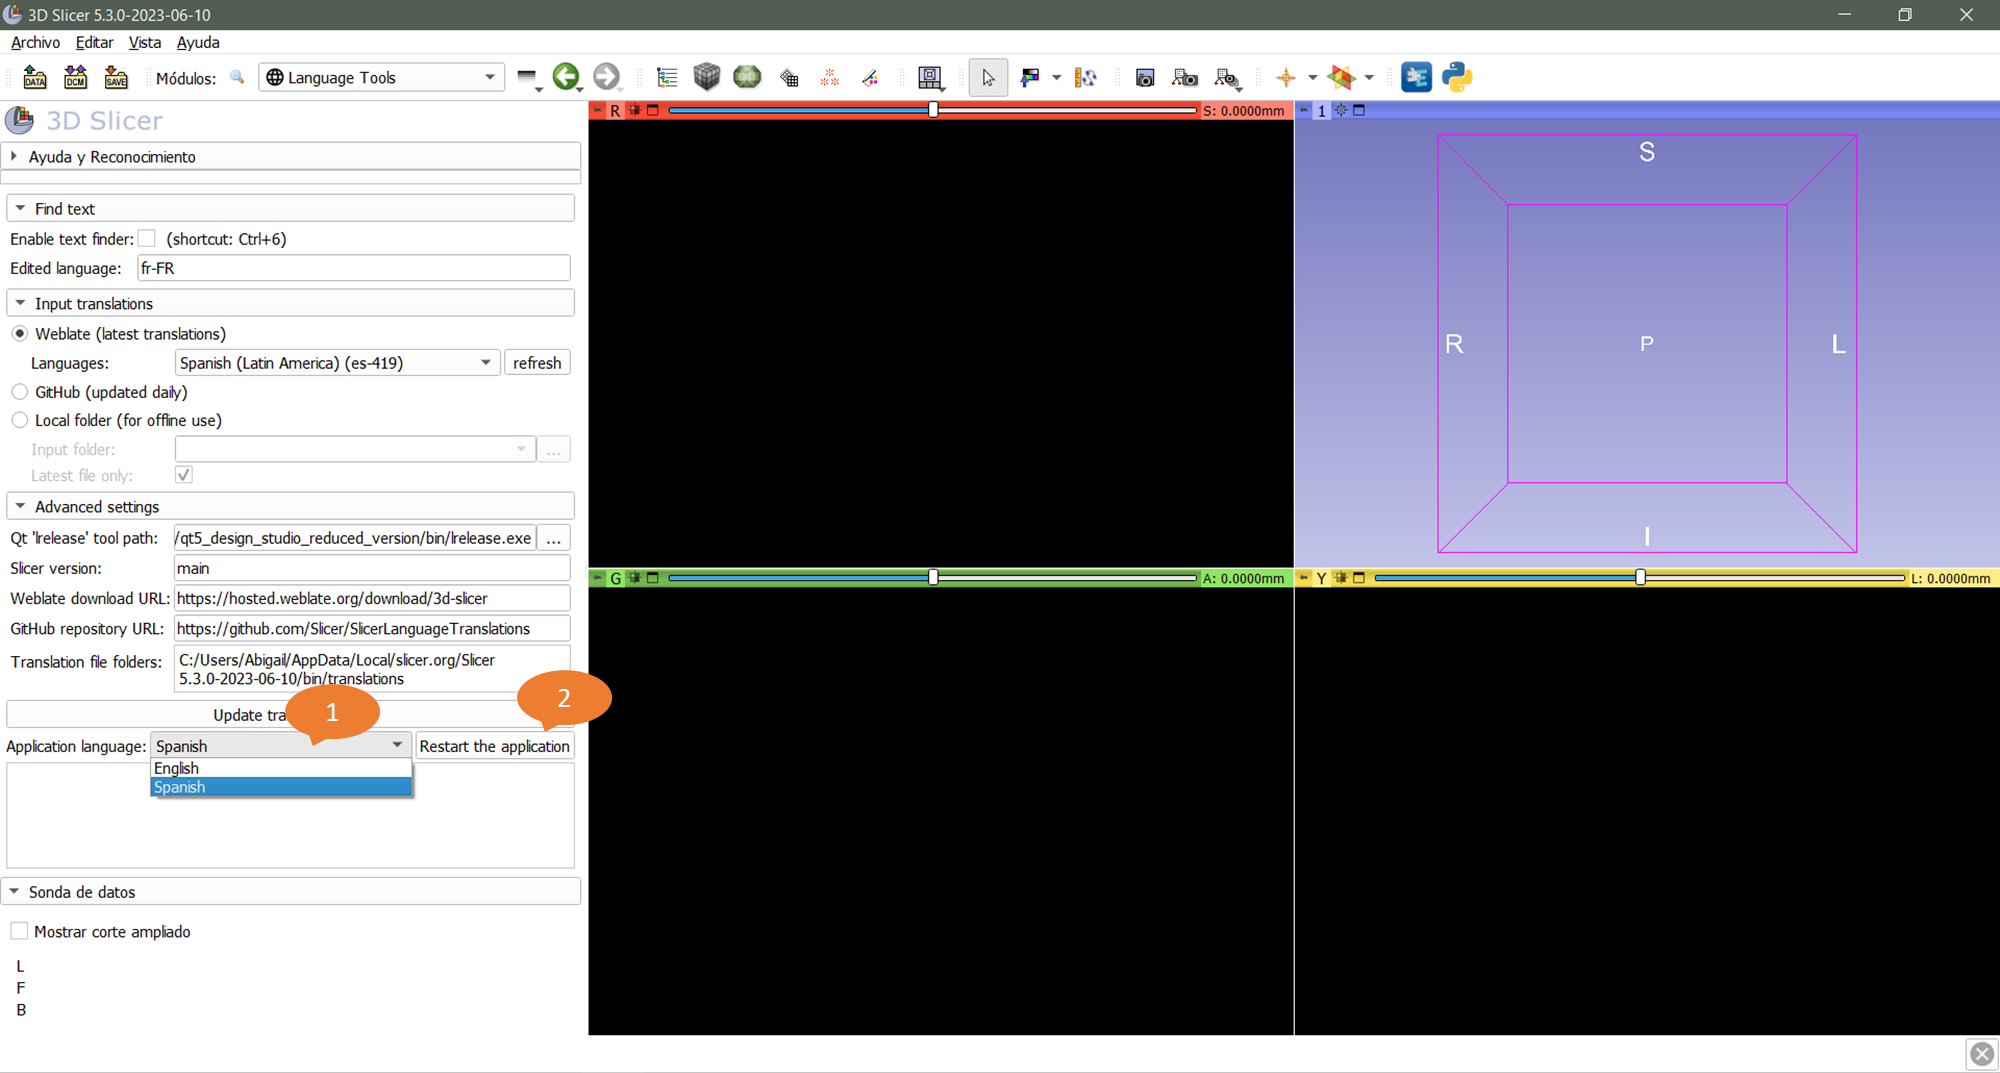 3D Slicer 5.3.0-2023-06-10
Archivo Editar Vista Ayuda
DATA DCM SAVE Módulos: Language Tools
3D Slicer
Ayuda y Reconocimiento
Find text
Enable text finder: (shortcut: Ctrl+6)
Edited language: fr-FR
Input translations
Weblate (latest translations)
Languages: Spanish (Latin America) (es-419) refresh
GitHub (updated daily)
Local folder (for offline use)
Input folder: ...
Latest file only:
Advanced settings
Qt 'lrelease' tool path: /qt5_design_studio_reduced_version/bin/lrelease.exe ...
Slicer version: main
Weblate download URL: https://hosted.weblate.org/download/3d-slicer
GitHub repository URL: https://github.com/Slicer/SlicerLanguageTranslations
Translation file folders: C:/Users/Abigail/AppData/Local/slicer.org/Slicer
5.3.0-2023-06-10/bin/translations
Update tra
1
2
Application language: Spanish Restart the application
English
Spanish
Sonda de datos
Mostrar corte ampliado
L
F
B
R S: 0.0000mm
1
S
R P L
I
G A: 0.0000mm
Y L: 0.0000mm